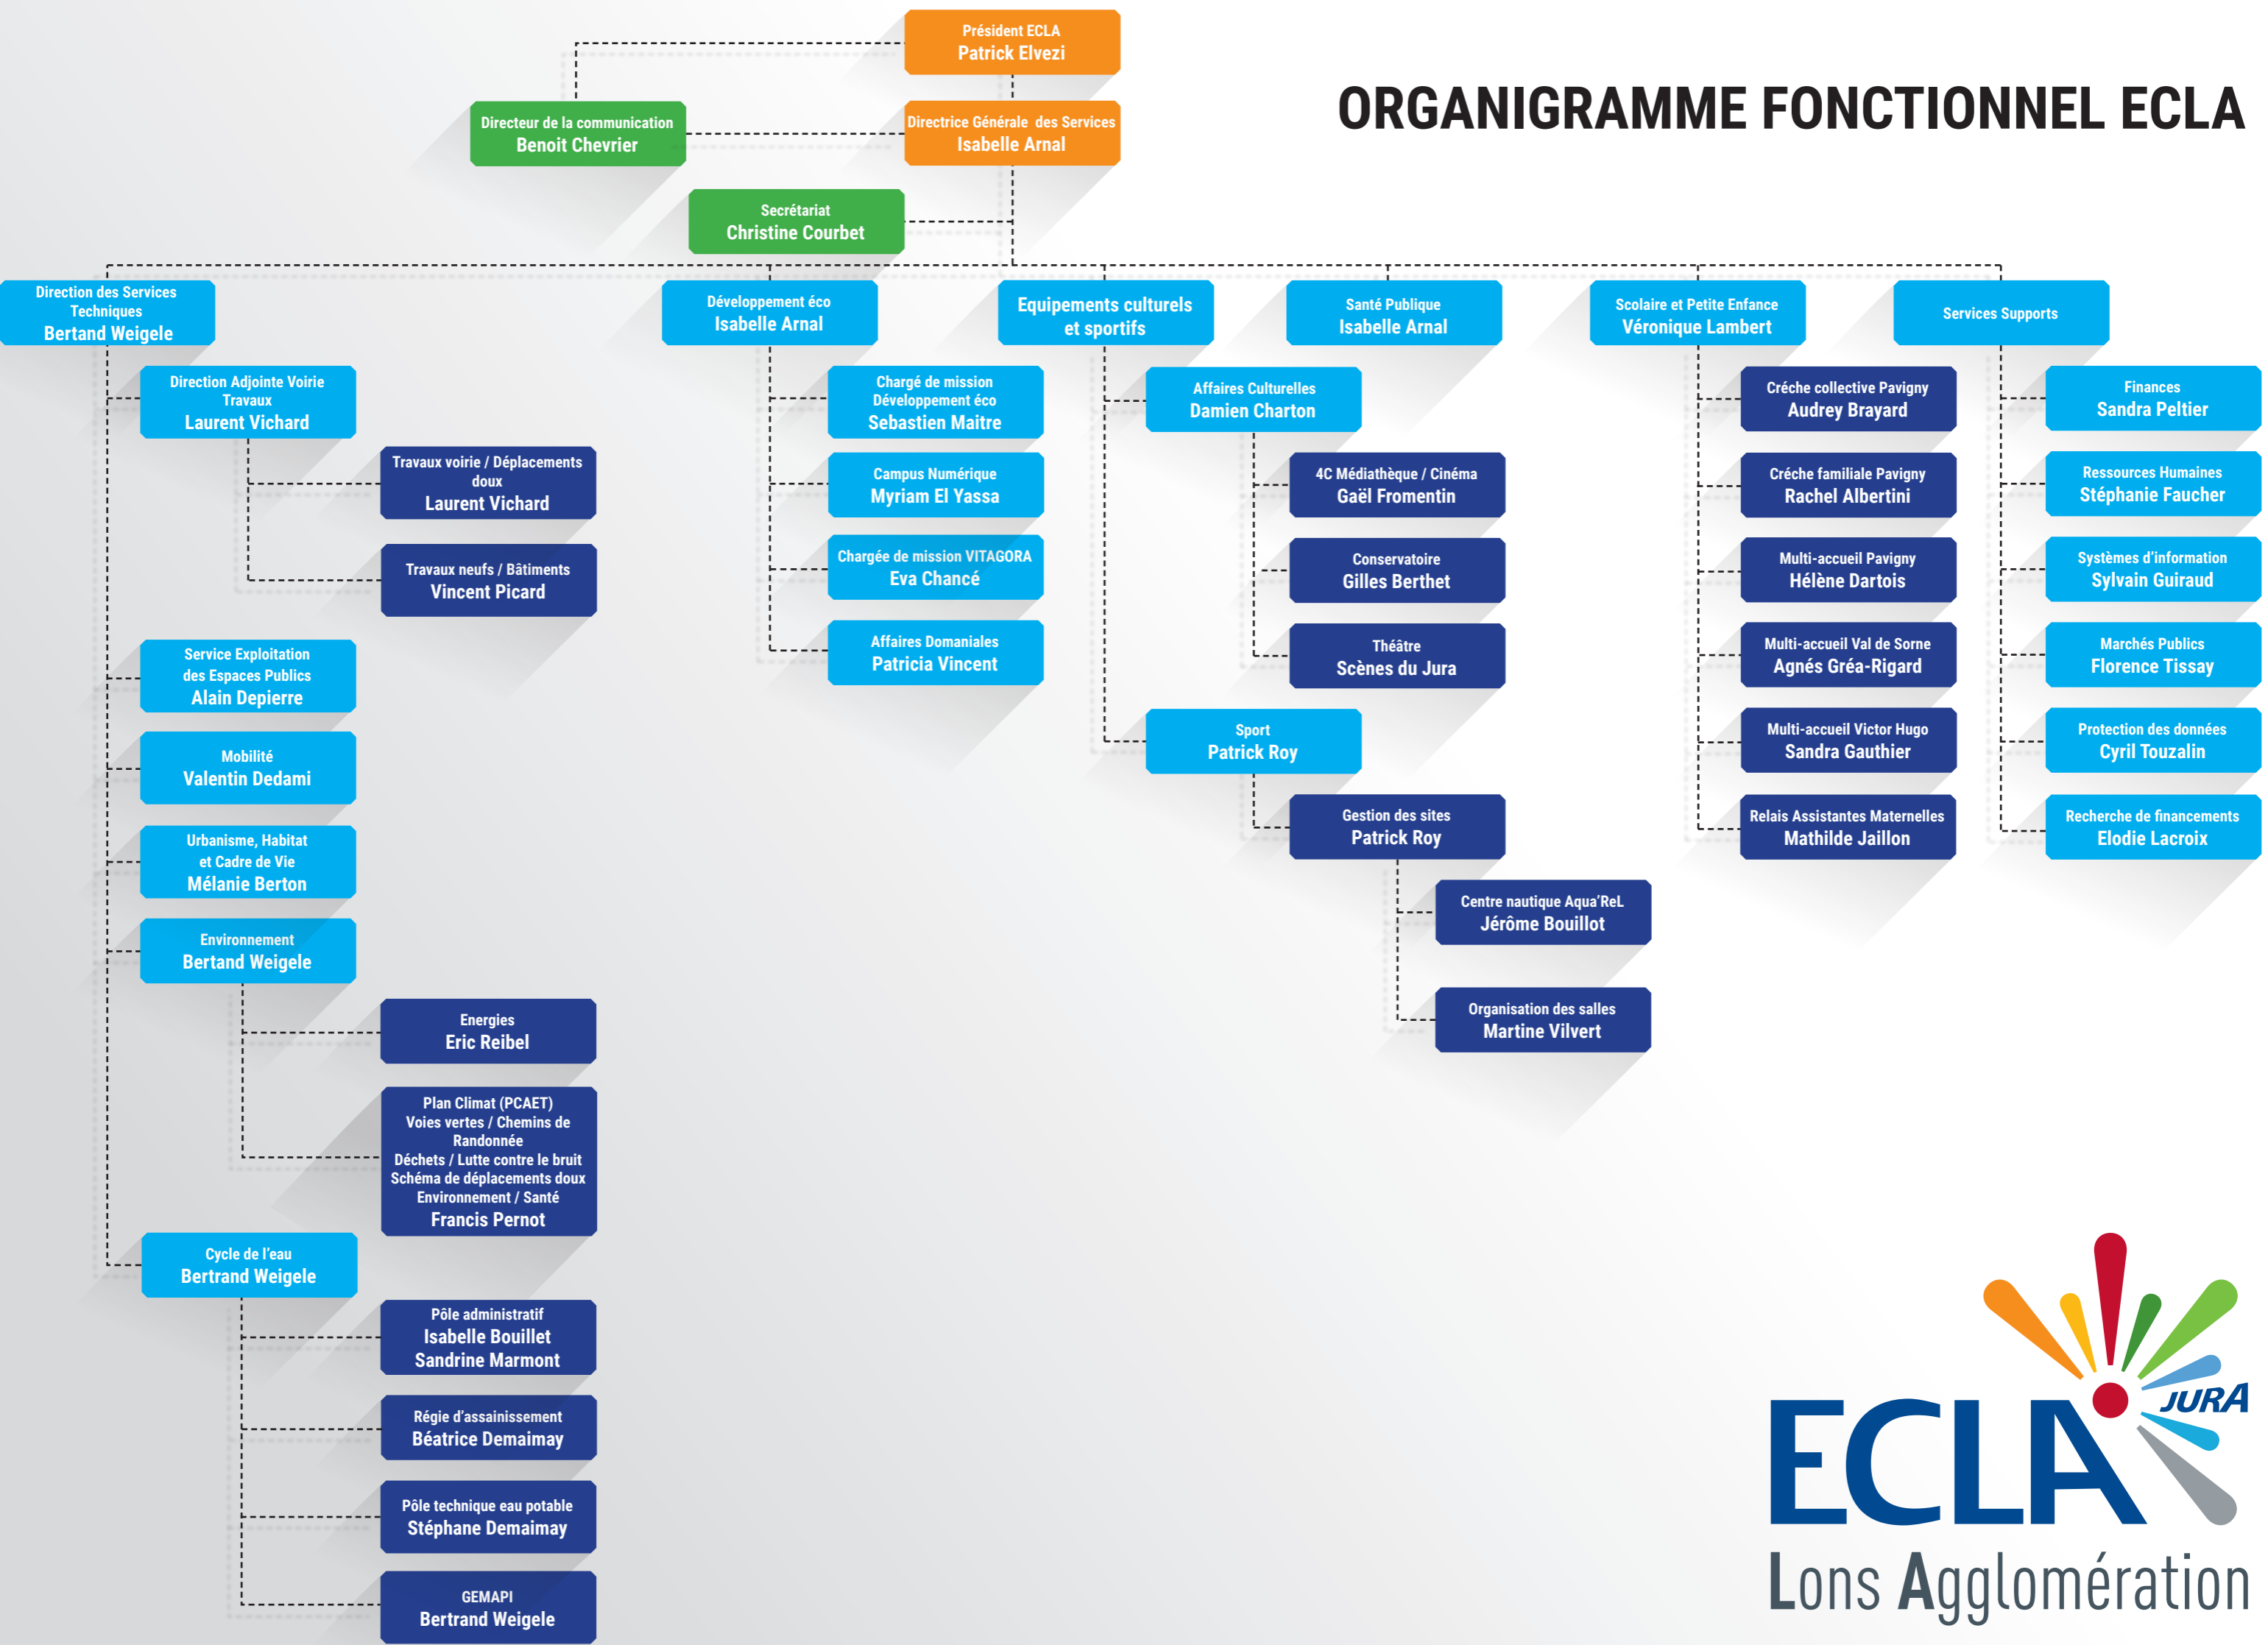 Président ECLA
Patrick Elvezi
ORGANIGRAMME FONCTIONNEL ECLA
Directeur de la communication
Benoit Chevrier
Directrice Générale des Services
Isabelle Arnal
Secrétariat
Christine Courbet
Direction des Services
Techniques
Bertand Weigele
Direction Adjointe Voirie
Travaux
Laurent Vichard
Travaux voirie / Déplacements
doux
Laurent Vichard
Travaux neufs / Bâtiments
Vincent Picard
Service Exploitation
des Espaces Publics
Alain Depierre
Mobilité
Valentin Dedami
Urbanisme, Habitat
et Cadre de Vie
Mélanie Berton
Environnement
Bertand Weigele
Energies
Eric Reibel
Plan Climat (PCAET)
Voies vertes / Chemins de
Randonnée
Déchets / Lutte contre le bruit
Schéma de déplacements doux
Environnement / Santé
Francis Pernot
Cycle de l’eau
Bertrand Weigele
Pôle administratif
Isabelle Bouillet
Sandrine Marmont
Régie d’assainissement
Béatrice Demaimay
Pôle technique eau potable
Stéphane Demaimay
GEMAPI
Bertrand Weigele
Développement éco
Isabelle Arnal
Chargé de mission
Développement éco
Sebastien Maitre
Campus Numérique
Myriam El Yassa
Chargée de mission VITAGORA
Eva Chancé
Affaires Domaniales
Patricia Vincent
Equipements culturels
et sportifs
Affaires Culturelles
Damien Charton
4C Médiathèque / Cinéma
Gaël Fromentin
Conservatoire
Gilles Berthet
Théâtre
Scènes du Jura
Sport
Patrick Roy
Gestion des sites
Patrick Roy
Centre nautique Aqua’ReL
Jérôme Bouillot
Organisation des salles
Martine Vilvert
Santé Publique
Isabelle Arnal
Scolaire et Petite Enfance
Véronique Lambert
Créche collective Pavigny
Audrey Brayard
Créche familiale Pavigny
Rachel Albertini
Multi-accueil Pavigny
Hélène Dartois
Multi-accueil Val de Sorne
Agnés Gréa-Rigard
Multi-accueil Victor Hugo
Sandra Gauthier
Relais Assistantes Maternelles
Mathilde Jaillon
Services Supports
Finances
Sandra Peltier
Ressources Humaines
Stéphanie Faucher
Systèmes d’information
Sylvain Guiraud
Marchés Publics
Florence Tissay
Protection des données
Cyril Touzalin
Recherche de financements
Elodie Lacroix
JURA
ECLA
Lons Agglomération